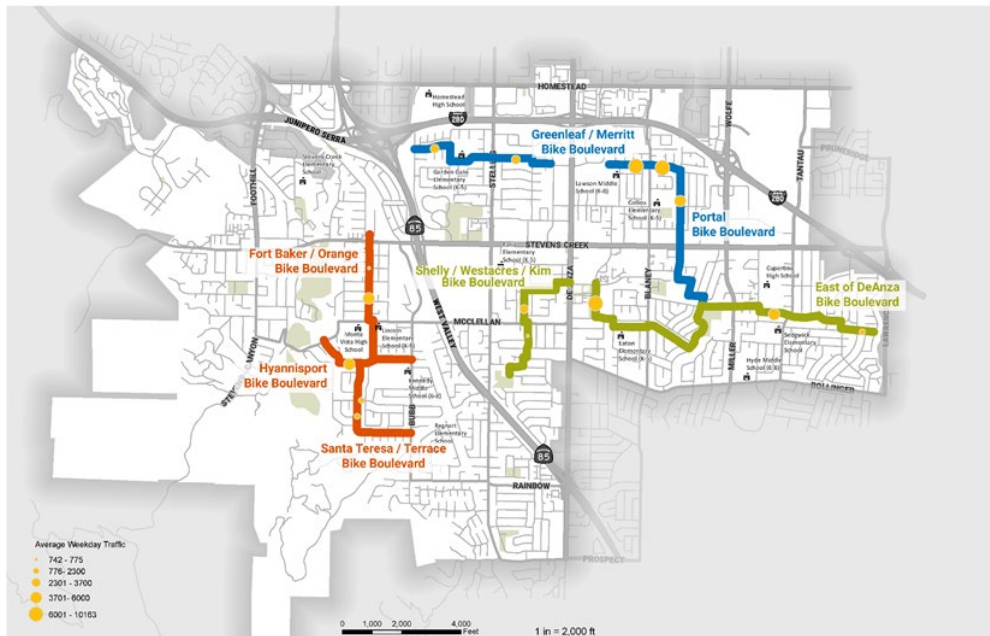 HOMESTEAD
Homestead
High School
280
JUNIPERO SERRA
Greenleaf / Merritt
Bike Boulevard
WOLFE
TANTAU
PRUNERIDGE
Stevens Creek
Elementary
School
FOOTHILL
STELLING
Garden Gate
Elementary
School (K-5)
Lawson Middle
School (6-8)
Collins
Elementary
School (K-5)
280
Portal
Bike Boulevard
85
STEVENS CREEK
Fort Baker / Orange
Bike Boulevard
Elementary
School (K-5)
Shelly / Westacres / Kim
Bike Boulevard
DE ANZA
BLANEY
Cupertino
High School
East of DeAnza
Bike Boulevard
WEST VALLEY
MCCLELLAN
Monta
Vista High
School
Lincoln
Elementary
School (K-5)
Eaton
Elementary
School (K-5)
MILLER
Sedgwick
Elementary
School
LAWRENCE
Hyde Middle
School (6-8)
BOLLINGER
Hyannisport
Bike Boulevard
Kennedy
Middle
School (6-8)
BUBB
Regnart
Elementary
School
Santa Teresa / Terrace
Bike Boulevard
85
RAINBOW
PROSPECT
Average Weekday Traffic
742 - 775
776- 2300
2301 - 3700
3701- 6000
6001 - 10163
0 1,000 2,000 4,000
Feet
1 in = 2,000 ft